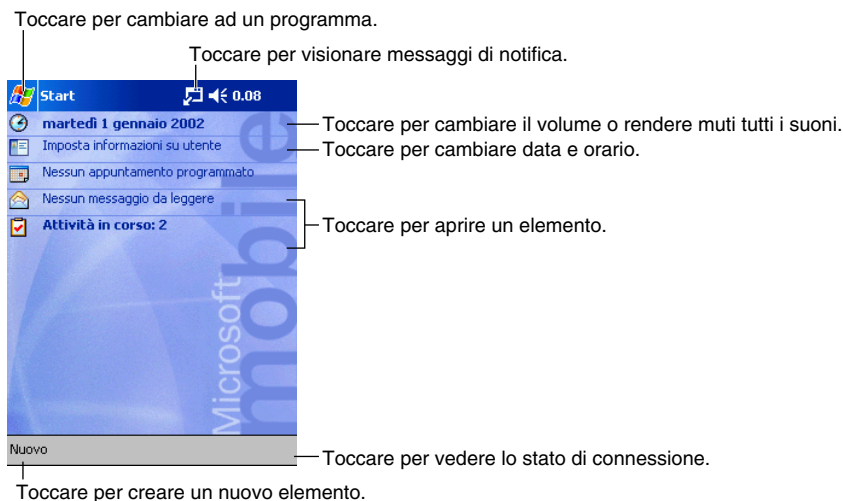 Toccare per cambiare ad un programma.
Toccare per visionare messaggi di notifica.
Start 0.08
martedì 1 gennaio 2002
Toccare per cambiare il volume o rendere muti tutti i suoni.
Imposta informazioni su utente
Toccare per cambiare data e orario.
Nessun appuntamento programmato
Nessun messaggio da leggere
Attività in corso: 2
Toccare per aprire un elemento.
Microsoft
mobile
Nuovo
Toccare per vedere lo stato di connessione.
Toccare per creare un nuovo elemento.